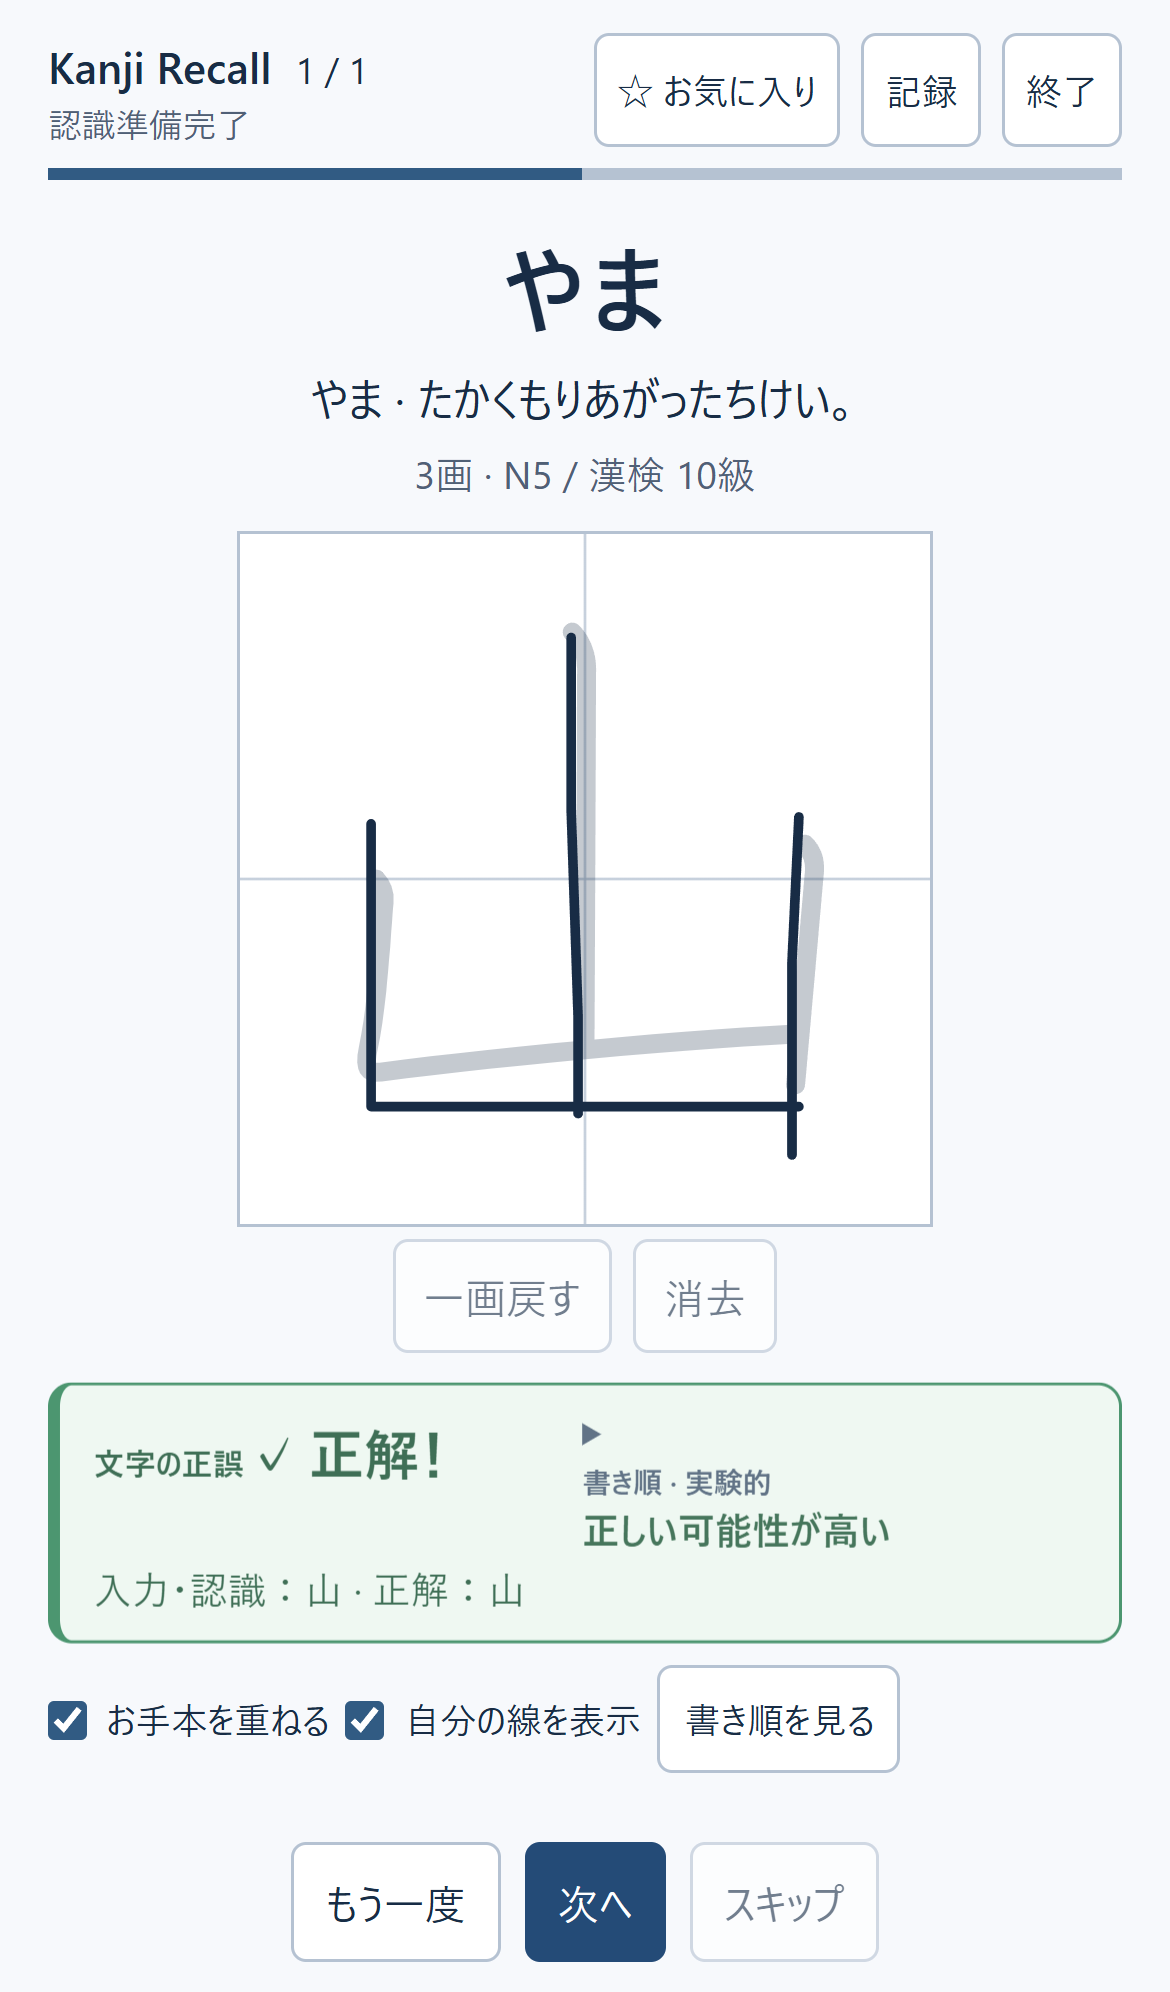 Kanji Recall 1 / 1
認識準備完了
☆ お気に入り
記録
終了
やま
やま · たかくもりあがったちけい。
3画 · N5 / 漢検 10級
山
一画戻す
消去
文字の正誤 ✓ 正解！
▶
書き順 · 実験的
正しい可能性が高い
入力・認識：山 · 正解：山
お手本を重ねる
自分の線を表示
書き順を見る
もう一度
次へ
スキップ